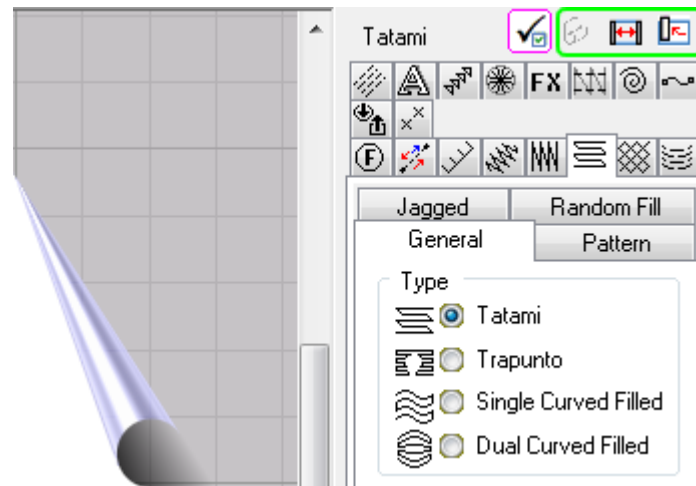 Tatami
FX
F
Jagged Random Fill
General Pattern
Type
Tatami
Trapunto
Single Curved Filled
Dual Curved Filled